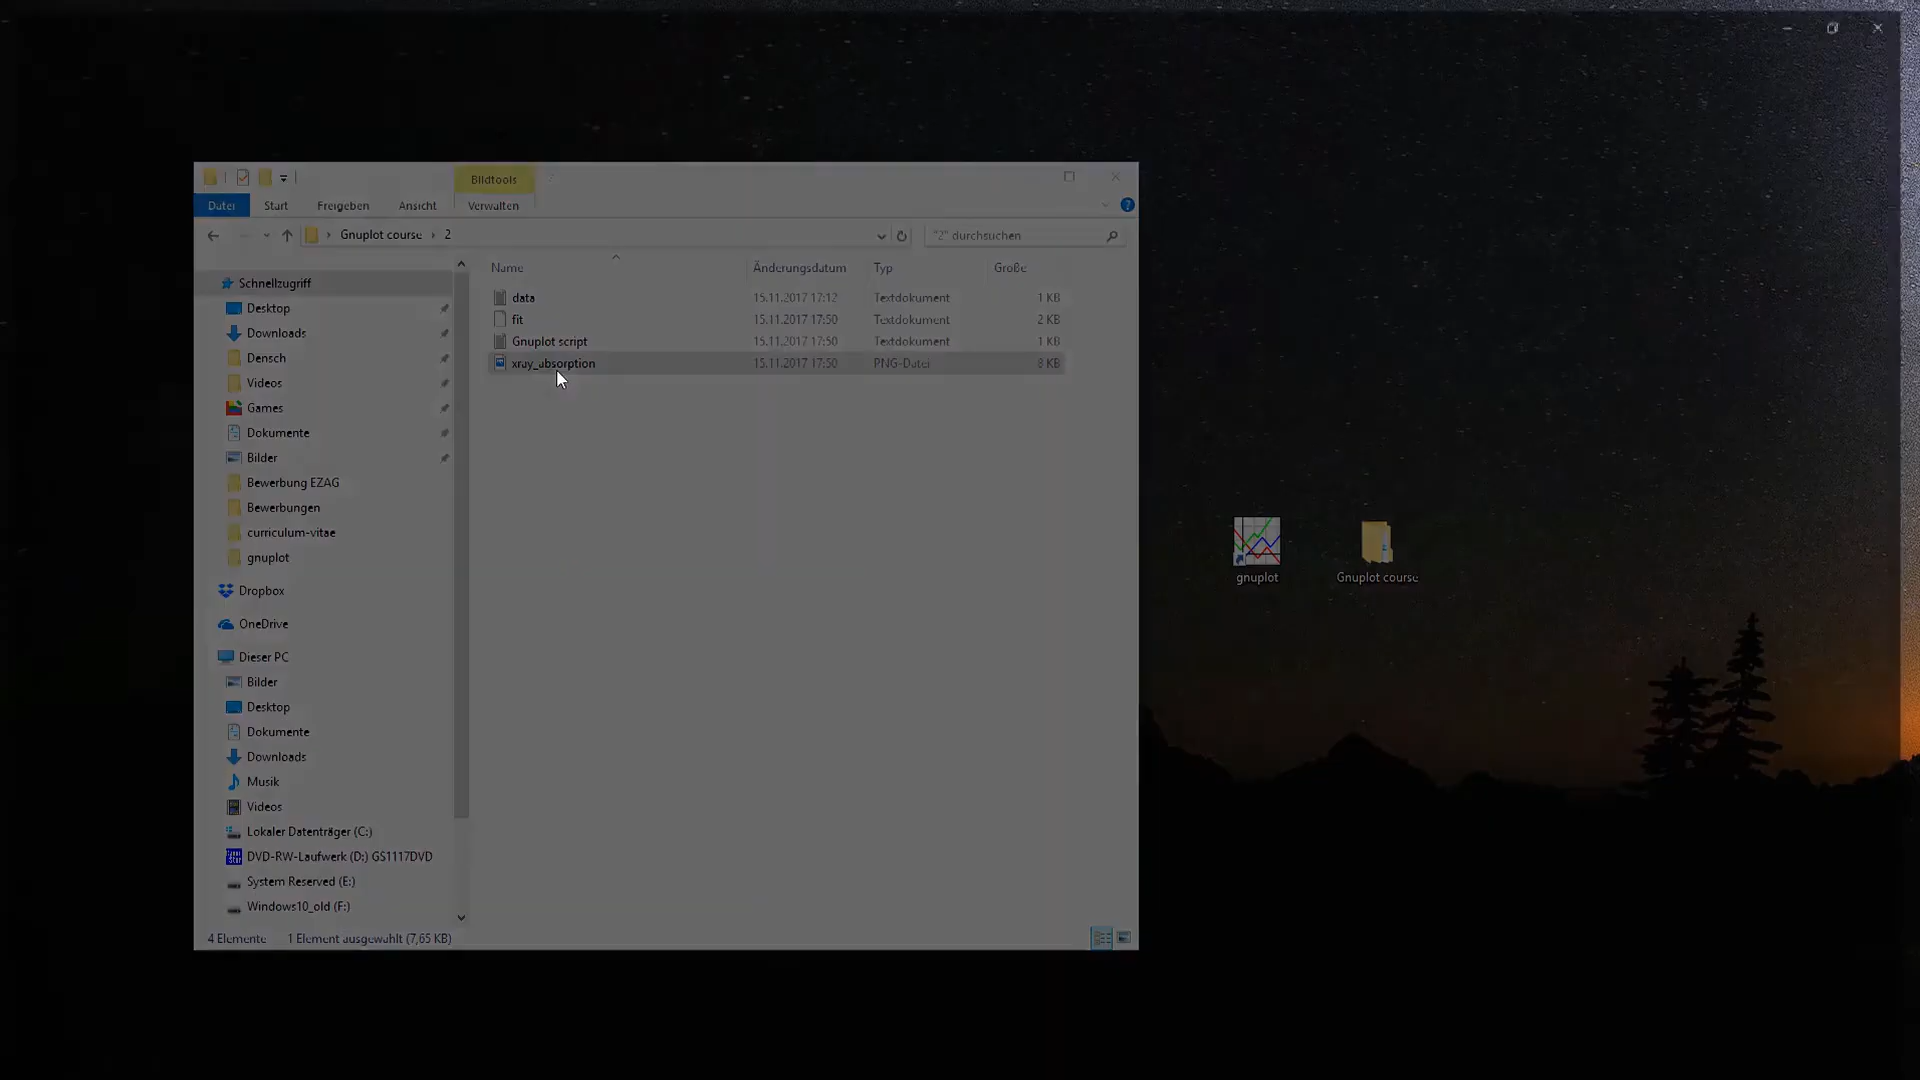 Bildtools
Datei Start Freigeben Ansicht Verwalten
Gnuplot course 2
"2" durchsuchen
Name Änderungsdatum Typ Größe
data 15.11.2017 17:12 Textdokument 1 KB
fit 15.11.2017 17:50 Textdokument 2 KB
Gnuplot script 15.11.2017 17:50 Textdokument 1 KB
xray_absorption 15.11.2017 17:50 PNG-Datei 8 KB
Schnellzugriff
Desktop
Downloads
Densch
Videos
Games
Dokumente
Bilder
Bewerbung EZAG
Bewerbungen
curriculum-vitae
gnuplot
Dropbox
OneDrive
Dieser PC
Bilder
Desktop
Dokumente
Downloads
Musik
Videos
Lokaler Datenträger (C:)
DVD-RW-Laufwerk (D:) GS1117DVD
System Reserved (E:)
Windows10_old (F:)
4 Elemente 1 Element ausgewählt (7,65 KB)
gnuplot
Gnuplot course